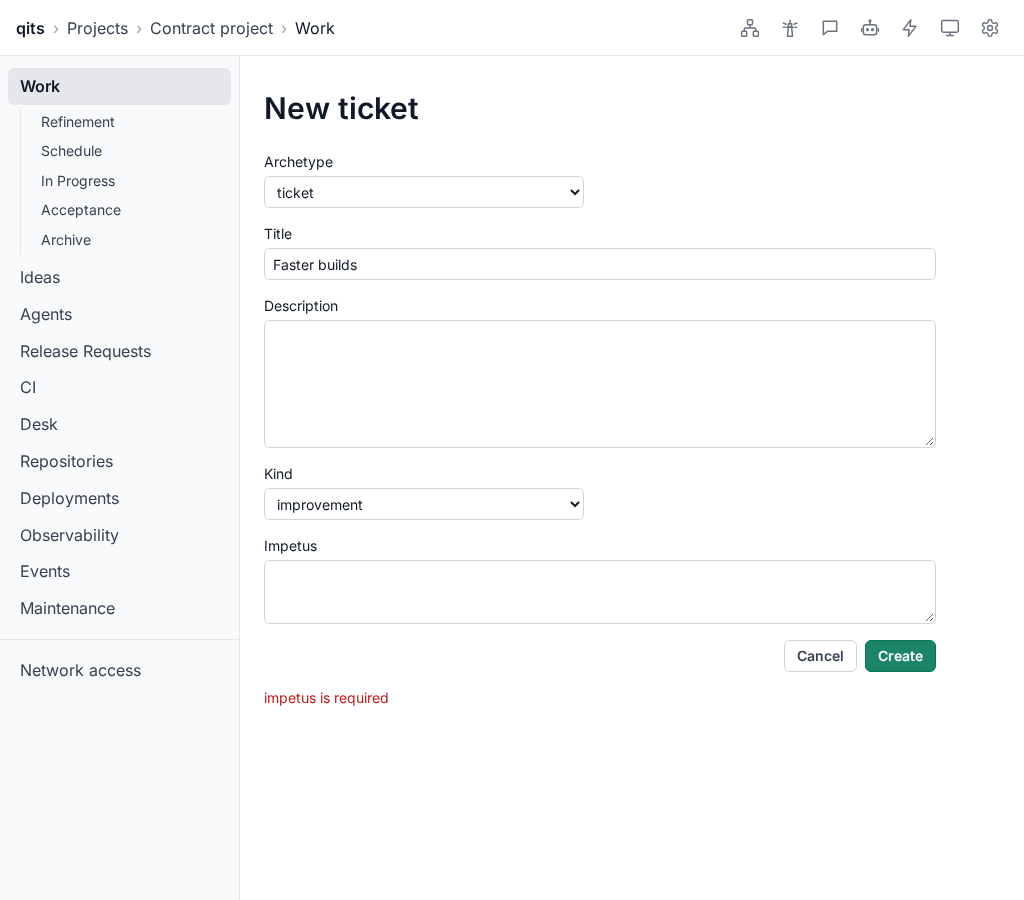 qits › Projects › Contract project › Work
Work
Refinement
Schedule
In Progress
Acceptance
Archive
Ideas
Agents
Release Requests
CI
Desk
Repositories
Deployments
Observability
Events
Maintenance
Network access
New ticket
Archetype
ticket
Title
Faster builds
Description
Kind
improvement
Impetus
Cancel Create
impetus is required